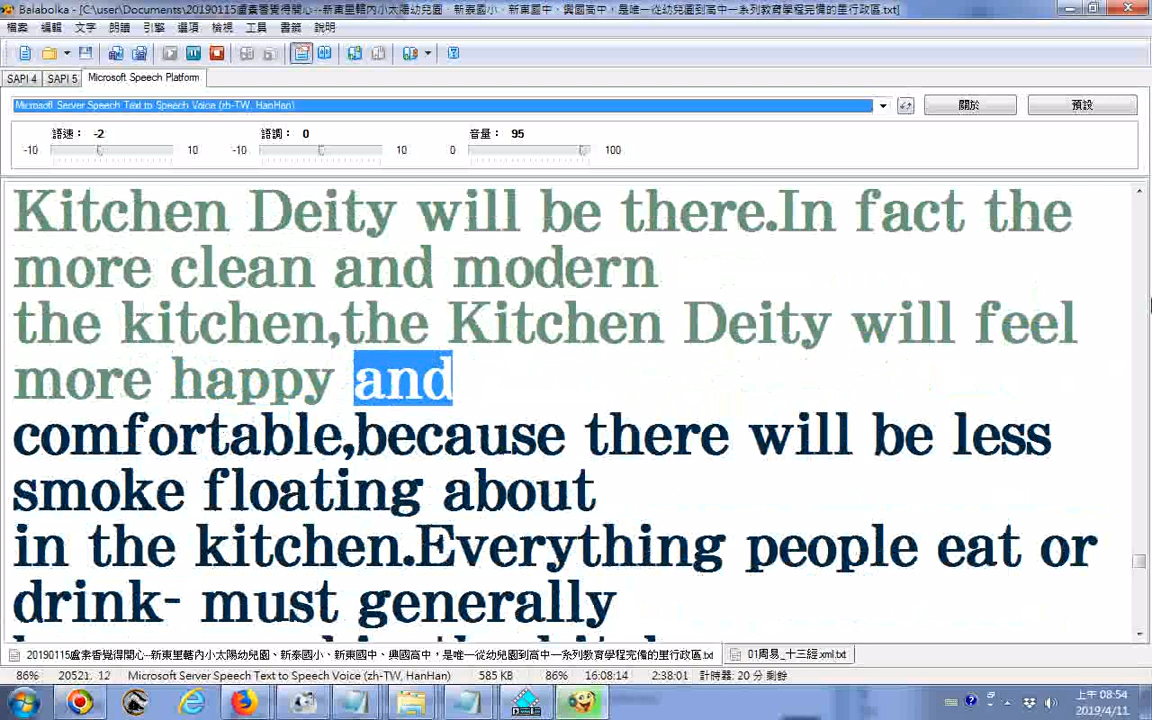 Balabolka - [C:\user\Documents\20190115盧素香覺得開心--新東里轄內小太陽幼兒園、新泰國小、新東國中、興國高中，是唯一從幼兒園到高中一系列教育學程完備的里行政區.txt]
檔案 編輯 文字 朗讀 引擎 選項 檢視 工具 書籤 說明
SAPI 4 SAPI 5 Microsoft Speech Platform
Microsoft Server Speech Text to Speech Voice (zh-TW, HanHan) 關於 預設
語速： -2 語調： 0 音量： 95
-10 10 -10 10 0 100
Kitchen Deity will be there.In fact the
more clean and modern
the kitchen,the Kitchen Deity will feel
more happy and
comfortable,because there will be less
smoke floating about
in the kitchen.Everything people eat or
drink- must generally
20190115盧素香覺得開心--新東里轄內小太陽幼兒園、新泰國小、新東國中、興國高中，是唯一從幼兒園到高中一系列教育學程完備的里行政區.txt 01周易_十三經.xml.txt
86% 20521. 12 Microsoft Server Speech Text to Speech Voice (zh-TW, HanHan) 585 KB 86% 16:08:14 2:38:01 計時器: 20 分 剩餘
上午 08:54
2019/4/11